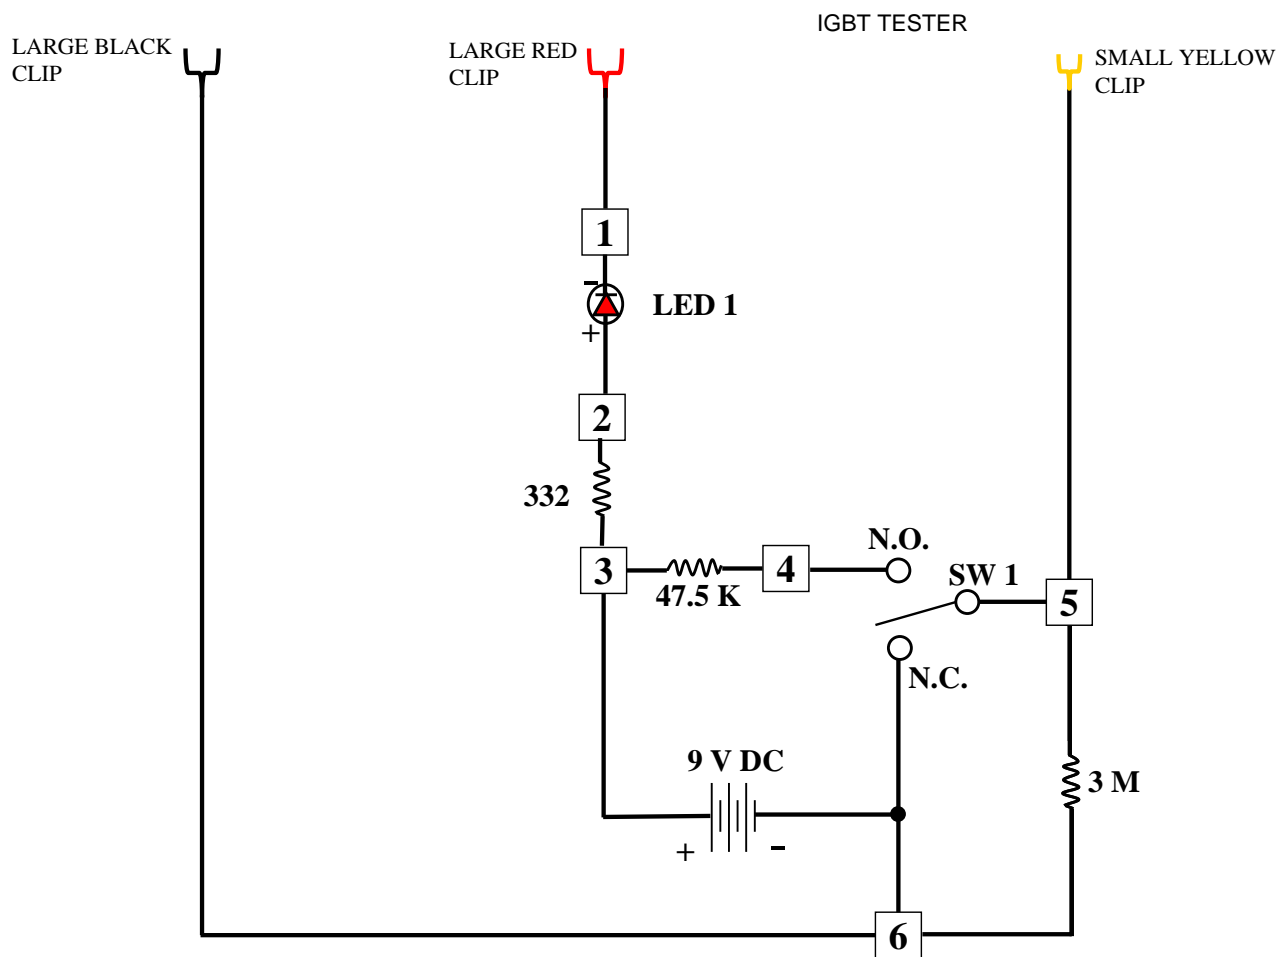 IGBT TESTER
LARGE BLACK
CLIP
LARGE RED
CLIP
SMALL YELLOW
CLIP
1
-
LED 1
+
2
332
3
47.5 K
4
N.O.
SW 1
5
N.C.
9 V DC
+
-
3 M
6